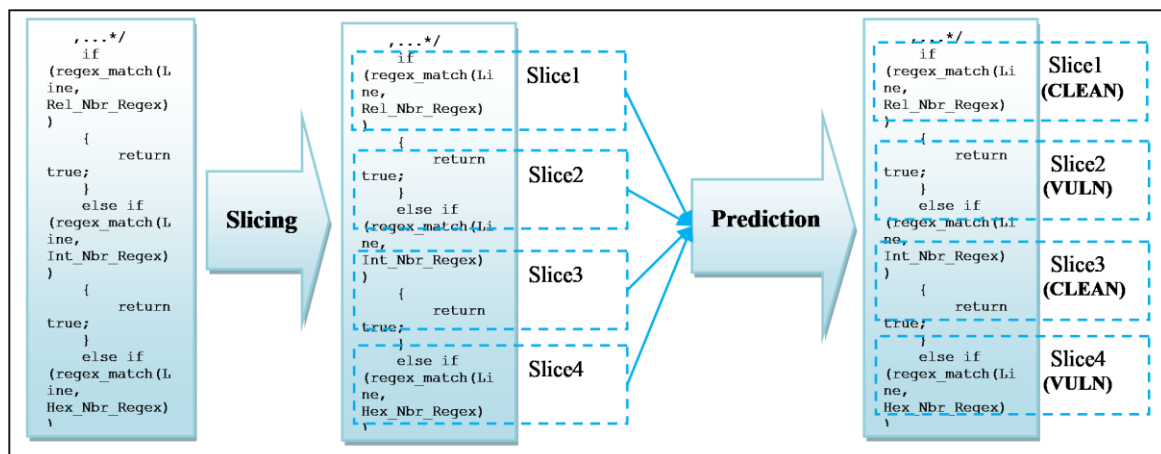 ,...*/
if
(regex_match(L
ine,
Rel_Nbr_Regex)
)
{
return
true;
}
else if
(regex_match(L
ine,
Int_Nbr_Regex)
)
{
return
true;
}
else if
(regex_match(L
ine,
Hex_Nbr_Regex)
)
Slicing
,...*/
if
(regex_match(Li
ne,
Rel_Nbr_Regex)
)
{
return
true;
}
else if
(regex_match(Li
ne,
Int_Nbr_Regex)
)
{
return
true;
}
else if
(regex_match(Li
ne,
Hex_Nbr_Regex)
)
Slice1
Slice2
Slice3
Slice4
Prediction
,...*/
if
(regex_match(Li
ne,
Rel_Nbr_Regex)
)
{
return
true;
}
else if
(regex_match(Li
ne,
Int_Nbr_Regex)
)
{
return
true;
}
else if
(regex_match(Li
ne,
Hex_Nbr_Regex)
)
Slice1
(CLEAN)
Slice2
(VULN)
Slice3
(CLEAN)
Slice4
(VULN)